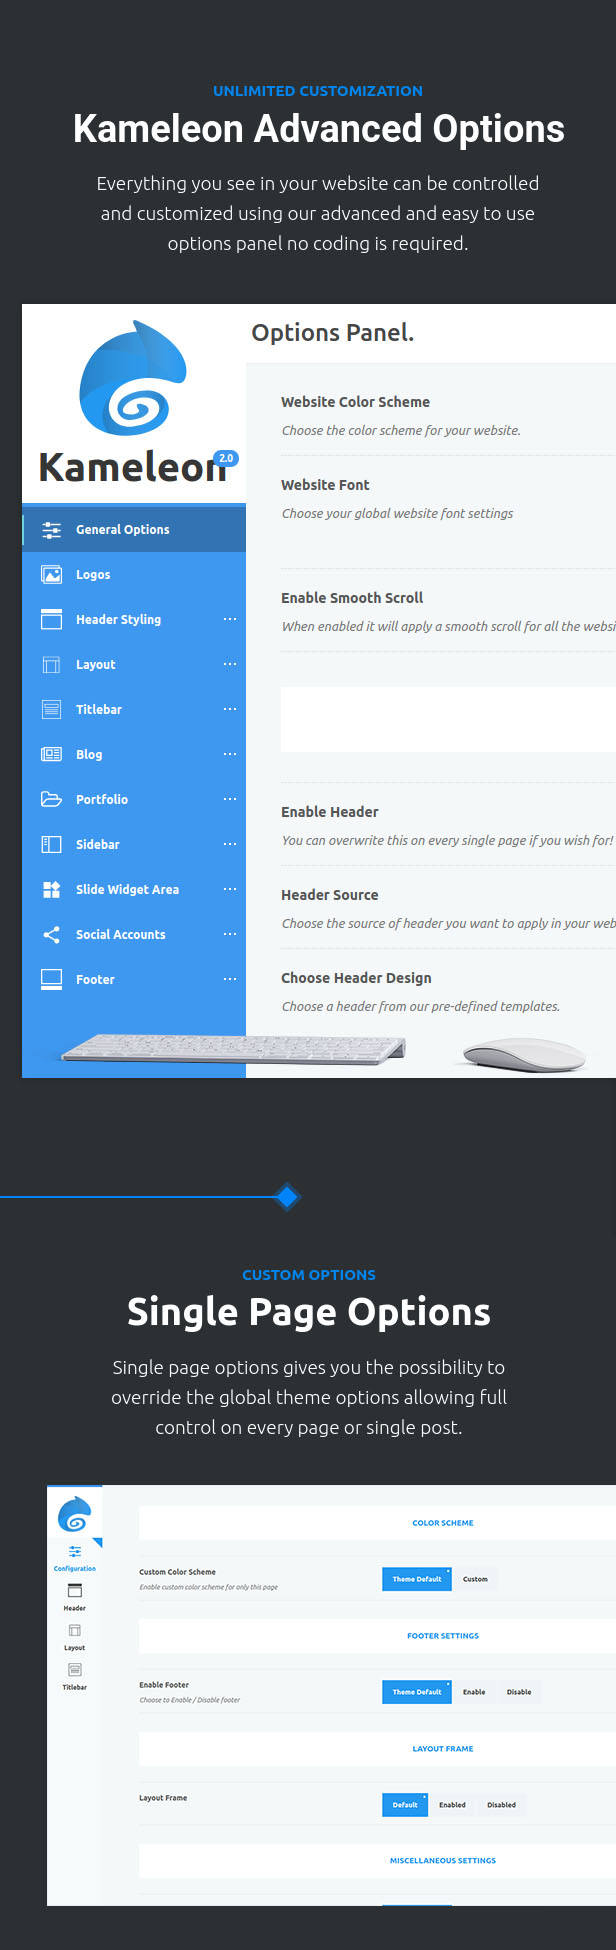 UNLIMITED CUSTOMIZATION
Kameleon Advanced Options
Everything you see in your website can be controlled
and customized using our advanced and easy to use
options panel no coding is required.
Options Panel.
Kameleon 2.0
General Options
Logos
Header Styling
Layout
Titlebar
Blog
Portfolio
Sidebar
Slide Widget Area
Social Accounts
Footer
Website Color Scheme
Choose the color scheme for your website.
Website Font
Choose your global website font settings
Enable Smooth Scroll
When enabled it will apply a smooth scroll for all the websi
Enable Header
You can overwrite this on every single page if you wish for!
Header Source
Choose the source of header you want to apply in your web
Choose Header Design
Choose a header from our pre-defined templates.
CUSTOM OPTIONS
Single Page Options
Single page options gives you the possibility to
override the global theme options allowing full
control on every page or single post.
Configuration
Header
Layout
Titlebar
COLOR SCHEME
Custom Color Scheme
Enable custom color scheme for only this page
Theme Default Custom
FOOTER SETTINGS
Enable Footer
Choose to Enable / Disable footer
Theme Default Enable Disable
LAYOUT FRAME
Layout Frame
Default Enabled Disabled
MISCELLANEOUS SETTINGS